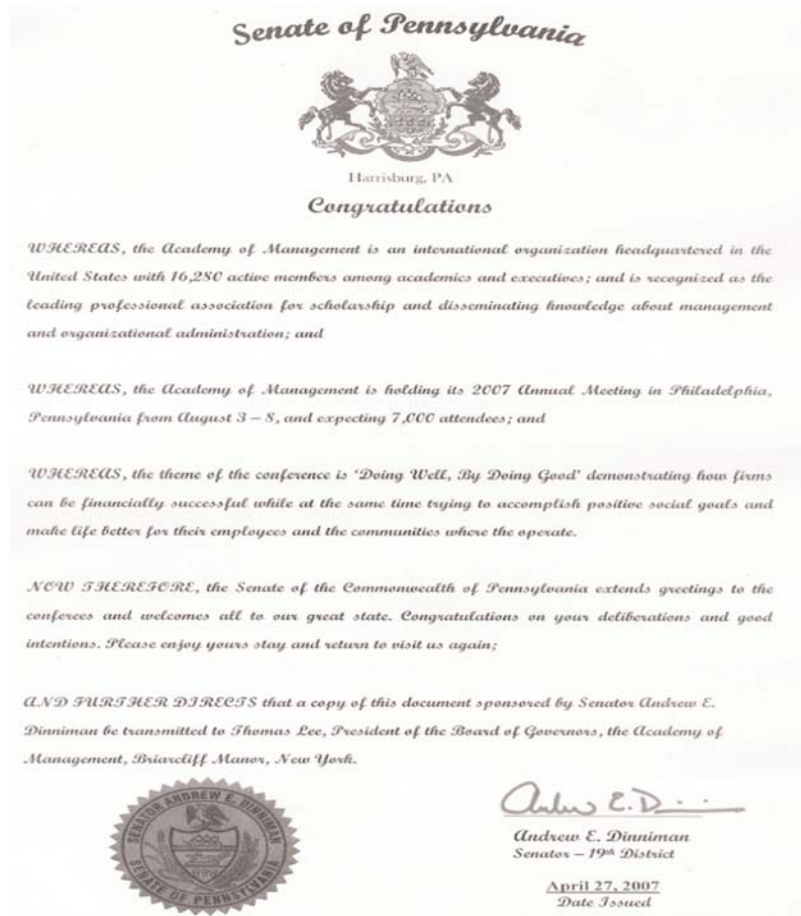 Senate of Pennsylvania
Harrisburg, PA
Congratulations
WHEREAS, the Academy of Management is an international organization headquartered in the
United States with 16,280 active members among academics and executives; and is recognized as the
leading professional association for scholarship and disseminating knowledge about management
and organizational administration; and
WHEREAS, the Academy of Management is holding its 2007 Annual Meeting in Philadelphia,
Pennsylvania from August 3 – 8, and expecting 7,000 attendees; and
WHEREAS, the theme of the conference is ‘Doing Well, By Doing Good’ demonstrating how firms
can be financially successful while at the same time trying to accomplish positive social goals and
make life better for their employees and the communities where the operate.
NOW THEREFORE, the Senate of the Commonwealth of Pennsylvania extends greetings to the
conferees and welcomes all to our great state. Congratulations on your deliberations and good
intentions. Please enjoy yours stay and return to visit us again;
AND FURTHER DIRECTS that a copy of this document sponsored by Senator Andrew E.
Dinniman be transmitted to Thomas Lee, President of the Board of Governors, the Academy of
Management, Briarcliff Manor, New York.
SENATOR ANDREW E. DINNIMAN
SENATE OF PENNSYLVANIA
Andrew E. Dinniman
Senator – 19th District
April 27, 2007
Date Issued